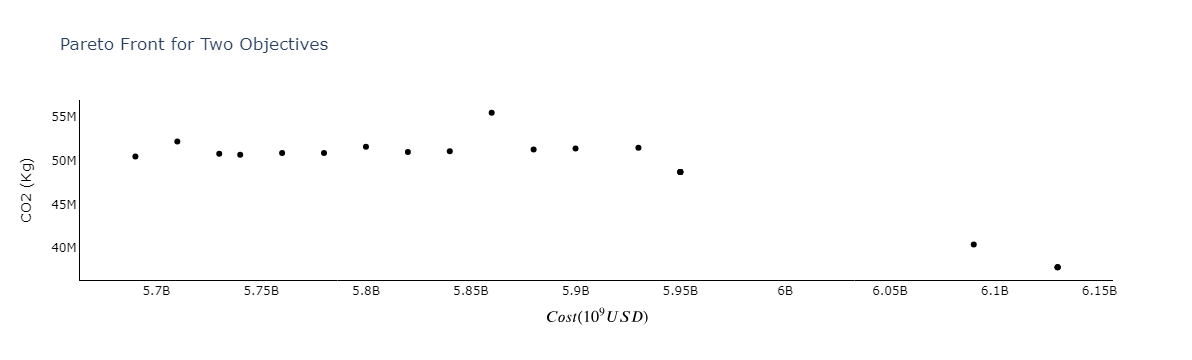 Pareto Front for Two Objectives
55M
50M
45M
40M
CO2 (Kg)
5.7B 5.75B 5.8B 5.85B 5.9B 5.95B 6B 6.05B 6.1B 6.15B
Cost(10⁹USD)